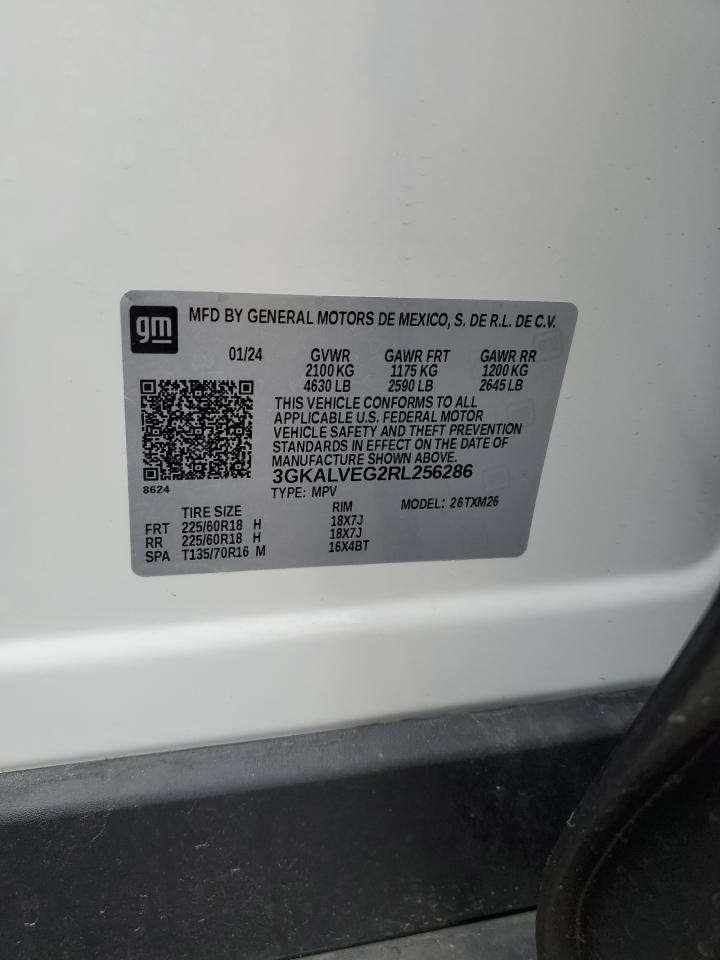 gm
MFD BY GENERAL MOTORS DE MEXICO, S. DE R.L. DE C.V.
01/24 GVWR GAWR FRT GAWR RR
2100 KG 1175 KG 1200 KG
4630 LB 2590 LB 2645 LB
THIS VEHICLE CONFORMS TO ALL
APPLICABLE U.S. FEDERAL MOTOR
VEHICLE SAFETY AND THEFT PREVENTION
STANDARDS IN EFFECT ON THE DATE OF
MANUFACTURE SHOWN ABOVE.
3GKALVEG2RL256286
8624
TYPE: MPV MODEL: 26TXM26
TIRE SIZE RIM
FRT 225/60R18 H 18X7J
RR 225/60R18 H 18X7J
SPA T135/70R16 M 16X4BT